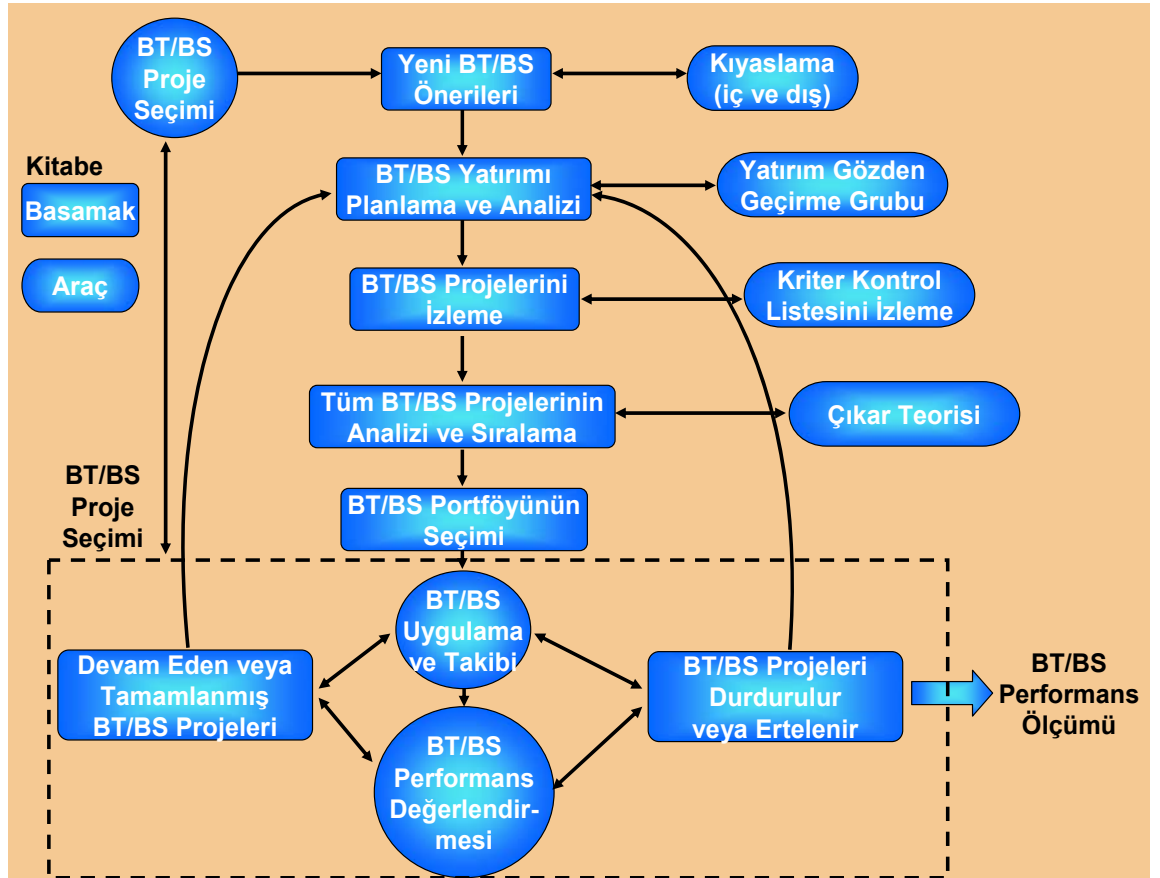 BT/BS
Proje
Seçimi
Yeni BT/BS
Önerileri
Kıyaslama
(iç ve dış)
Kitabe
Basamak
Araç
BT/BS Yatırımı
Planlama ve Analizi
Yatırım Gözden
Geçirme Grubu
BT/BS Projelerini
İzleme
Kriter Kontrol
Listesini İzleme
Tüm BT/BS Projelerinin
Analizi ve Sıralama
Çıkar Teorisi
BT/BS
Proje
Seçimi
BT/BS Portföyünün
Seçimi
BT/BS
Uygulama
ve Takibi
Devam Eden veya
Tamamlanmış
BT/BS Projeleri
BT/BS Projeleri
Durdurulur
veya Ertelenir
BT/BS
Performans
Ölçümü
BT/BS
Performans
Değerlendir-
mesi